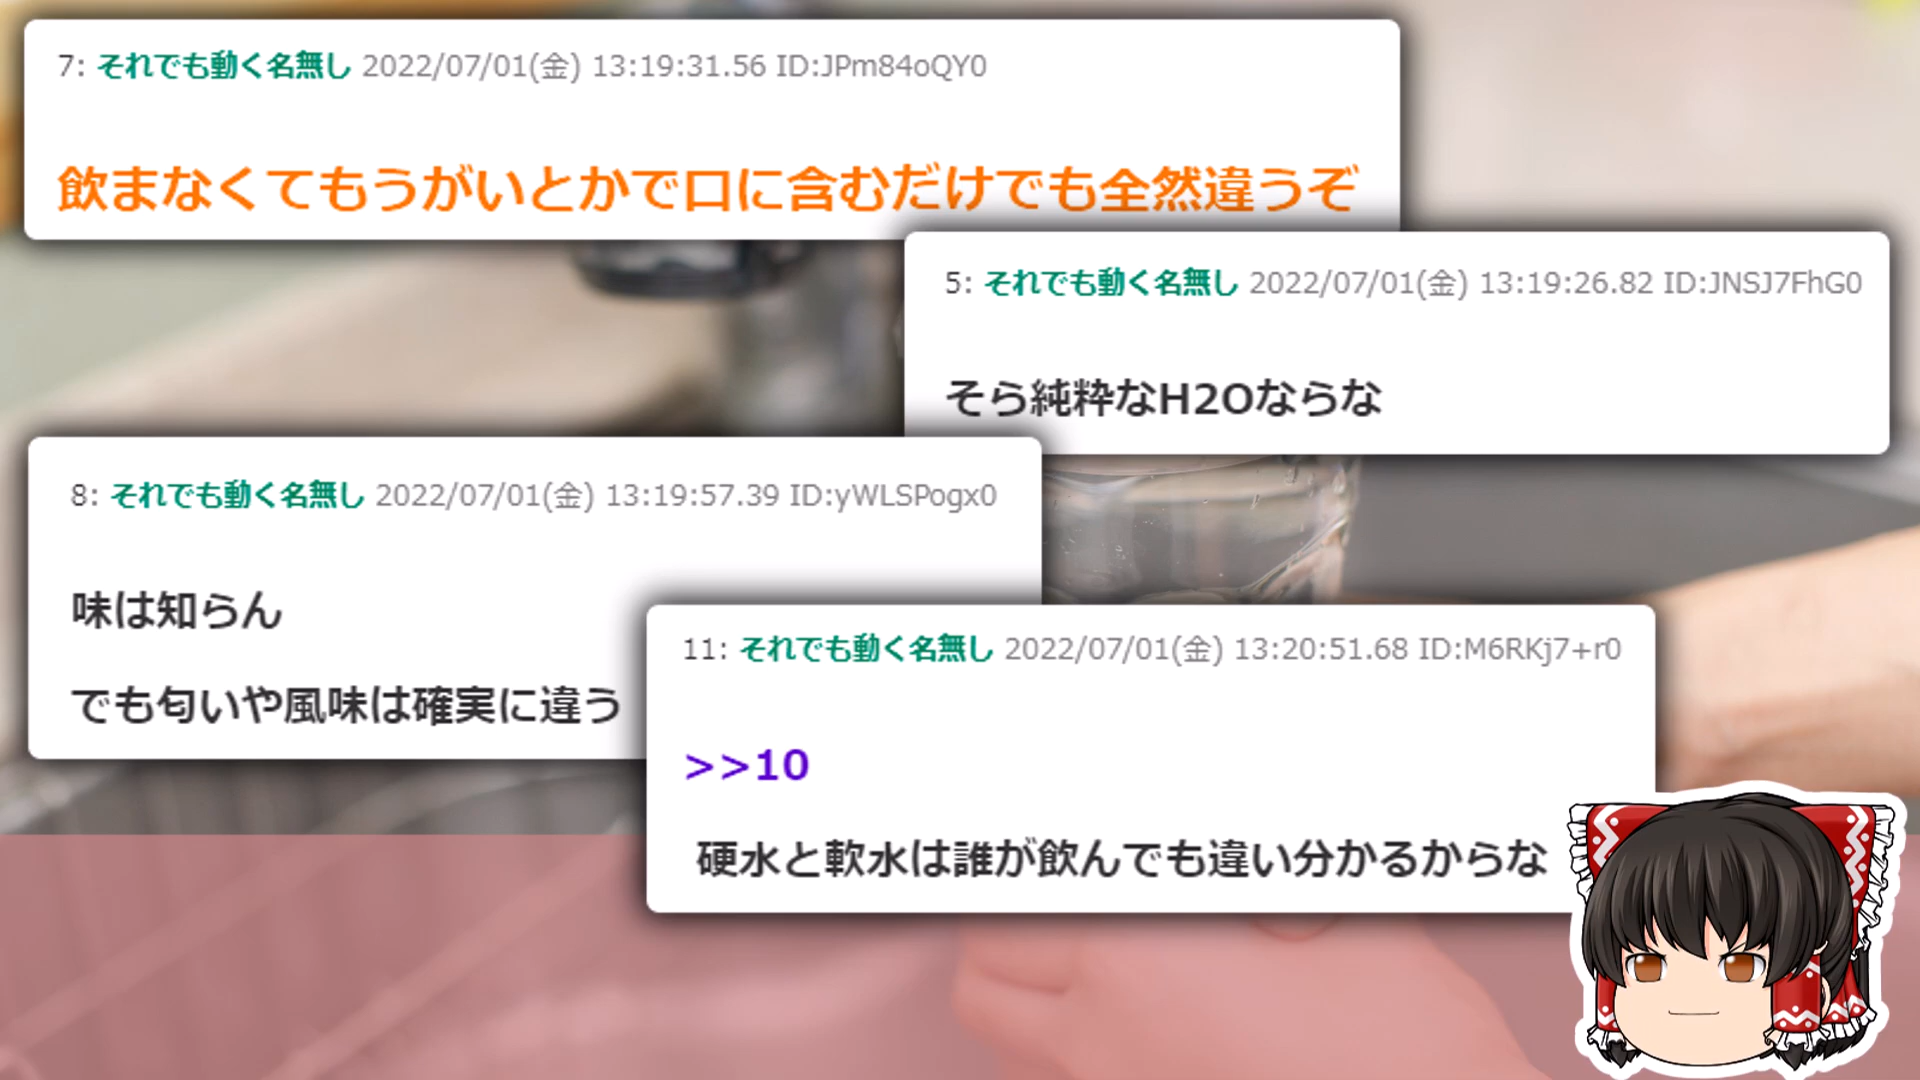 7: それでも動く名無し 2022/07/01(金) 13:19:31.56 ID:JPm84oQY0
飲まなくてもうがいとかで口に含むだけでも全然違うぞ
5: それでも動く名無し 2022/07/01(金) 13:19:26.82 ID:JNSJ7FhG0
そら純粋なH2Oならな
8: それでも動く名無し 2022/07/01(金) 13:19:57.39 ID:yWLSPogx0
味は知らん
でも匂いや風味は確実に違う
11: それでも動く名無し 2022/07/01(金) 13:20:51.68 ID:M6RKj7+r0
>>10
硬水と軟水は誰が飲んでも違い分かるからな